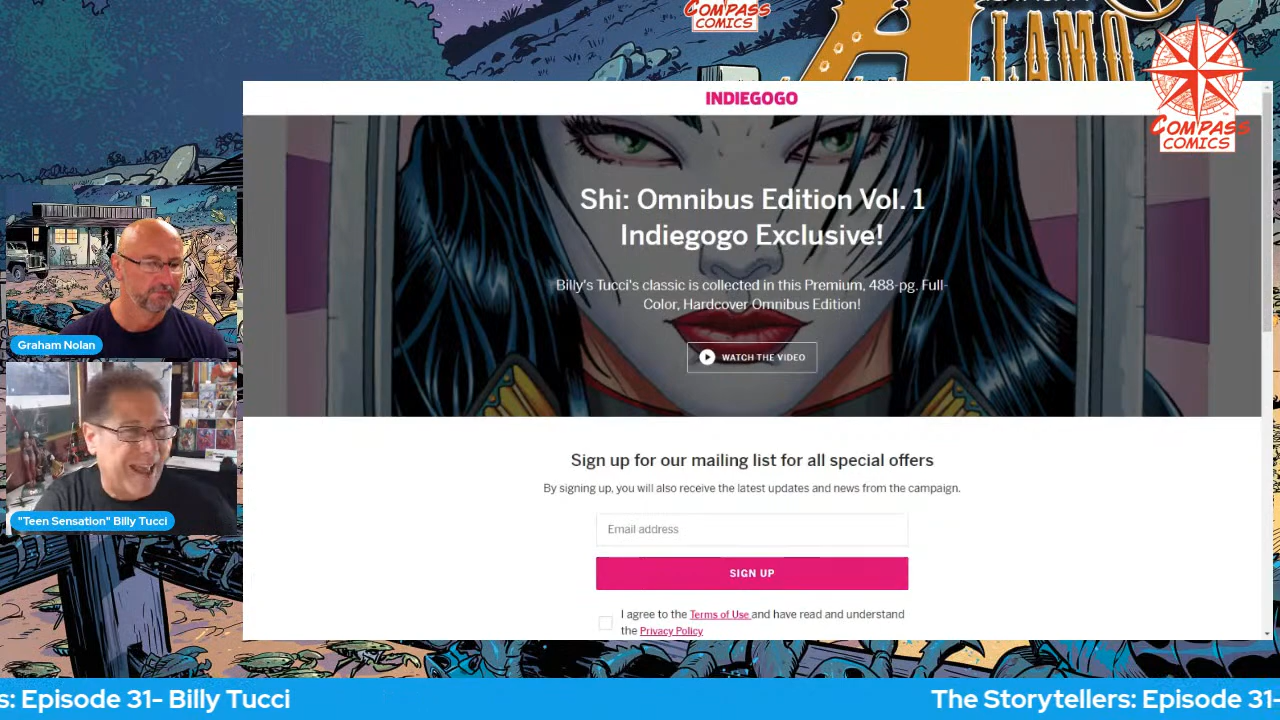 COMPASS
COMICS
ALAMO
COMPASS
COMICS
INDIEGOGO
Shi: Omnibus Edition Vol. 1
Indiegogo Exclusive!
Billy's Tucci's classic is collected in this Premium, 488-pg. Full-
Color, Hardcover Omnibus Edition!
WATCH THE VIDEO
Graham Nolan
"Teen Sensation" Billy Tucci
Sign up for our mailing list for all special offers
By signing up, you will also receive the latest updates and news from the campaign.
Email address
SIGN UP
I agree to the Terms of Use and have read and understand
the Privacy Policy
s: Episode 31- Billy Tucci
The Storytellers: Episode 31-